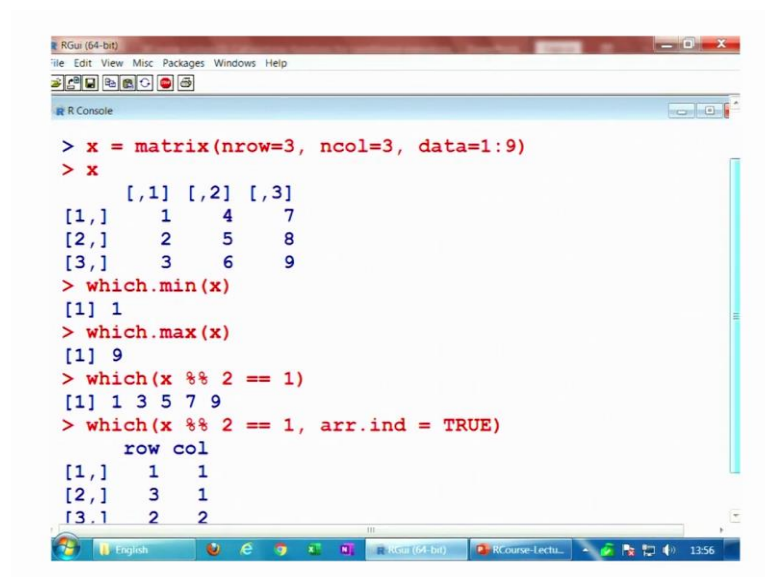 RGui (64-bit)
File Edit View Misc Packages Windows Help
R Console
> x = matrix(nrow=3, ncol=3, data=1:9)
> x
[,1] [,2] [,3]
[1,] 1 4 7
[2,] 2 5 8
[3,] 3 6 9
> which.min(x)
[1] 1
> which.max(x)
[1] 9
> which(x %% 2 == 1)
[1] 1 3 5 7 9
> which(x %% 2 == 1, arr.ind = TRUE)
row col
[1,] 1 1
[2,] 3 1
[3,] 2 2
English RGui (64-bit) RCourse-Lectu... 13:56